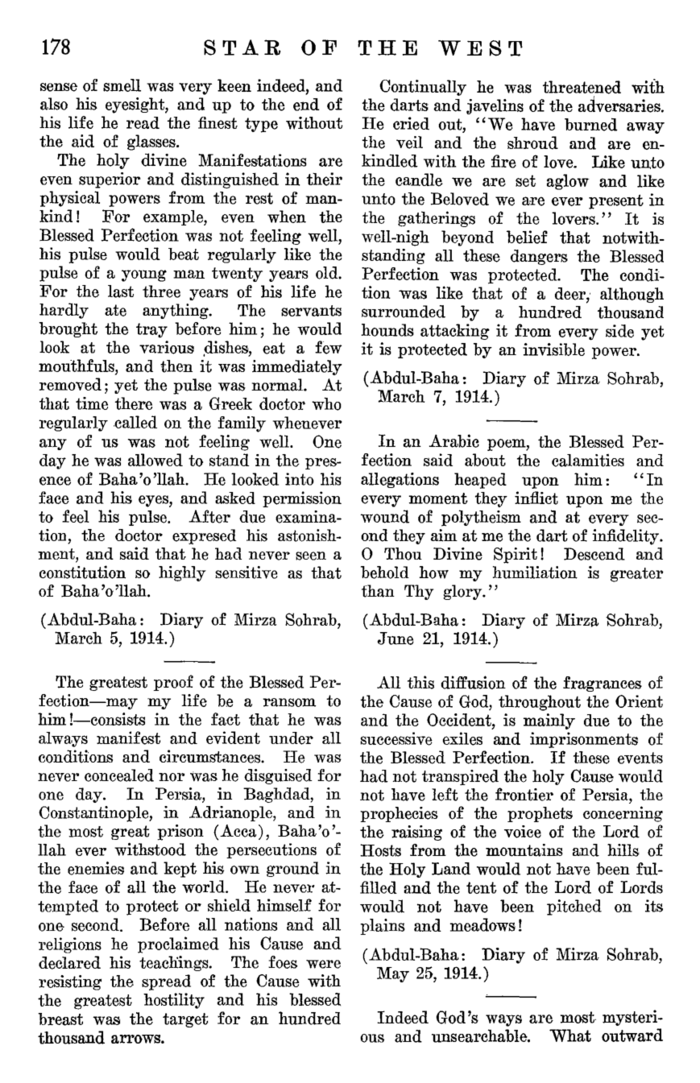 178 STAR OF THE WEST
sense of smell was very keen indeed, and
also his eyesight, and up to the end of
his life he read the finest type without
the aid of glasses.
The holy divine Manifestations are
even superior and distinguished in their
physical powers from the rest of man-
kind! For example, even when the
Blessed Perfection was not feeling well,
his pulse would beat regularly like the
pulse of a young man twenty years old.
For the last three years of his life he
hardly ate anything. The servants
brought the tray before him; he would
look at the various dishes, eat a few
mouthfuls, and then it was immediately
removed; yet the pulse was normal. At
that time there was a Greek doctor who
regularly called on the family whenever
any of us was not feeling well. One
day he was allowed to stand in the pres-
ence of Baha'o'llah. He looked into his
face and his eyes, and asked permission
to feel his pulse. After due examina-
tion, the doctor expresed his astonish-
ment, and said that he had never seen a
constitution so highly sensitive as that
of Baha'o'llah.
(Abdul-Baha: Diary of Mirza Sohrab,
March 5, 1914.)
The greatest proof of the Blessed Per-
fection—may my life be a ransom to
him!—consists in the fact that he was
always manifest and evident under all
conditions and circumstances. He was
never concealed nor was he disguised for
one day. In Persia, in Baghdad, in
Constantinople, in Adrianople, and in
the most great prison (Acca), Baha'o'-
llah ever withstood the persecutions of
the enemies and kept his own ground in
the face of all the world. He never at-
tempted to protect or shield himself for
one second. Before all nations and all
religions he proclaimed his Cause and
declared his teachings. The foes were
resisting the spread of the Cause with
the greatest hostility and his blessed
breast was the target for an hundred
thousand arrows.
Continually he was threatened with
the darts and javelins of the adversaries.
He cried out, "We have burned away
the veil and the shroud and are en-
kindled with the fire of love. Like unto
the candle we are set aglow and like
unto the Beloved we are ever present in
the gatherings of the lovers." It is
well-nigh beyond belief that notwith-
standing all these dangers the Blessed
Perfection was protected. The condi-
tion was like that of a deer, although
surrounded by a hundred thousand
hounds attacking it from every side yet
it is protected by an invisible power.
(Abdul-Baha: Diary of Mirza Sohrab,
March 7, 1914.)
In an Arabic poem, the Blessed Per-
fection said about the calamities and
allegations heaped upon him: "In
every moment they inflict upon me the
wound of polytheism and at every sec-
ond they aim at me the dart of infidelity.
O Thou Divine Spirit! Descend and
behold how my humiliation is greater
than Thy glory."
(Abdul-Baha: Diary of Mirza Sohrab,
June 21, 1914.)
All this diffusion of the fragrances of
the Cause of God, throughout the Orient
and the Occident, is mainly due to the
successive exiles and imprisonments of
the Blessed Perfection. If these events
had not transpired the holy Cause would
not have left the frontier of Persia, the
prophecies of the prophets concerning
the raising of the voice of the Lord of
Hosts from the mountains and hills of
the Holy Land would not have been ful-
filled and the tent of the Lord of Lords
would not have been pitched on its
plains and meadows!
(Abdul-Baha: Diary of Mirza Sohrab,
May 25, 1914.)
Indeed God's ways are most mysteri-
ous and unsearchable. What outward